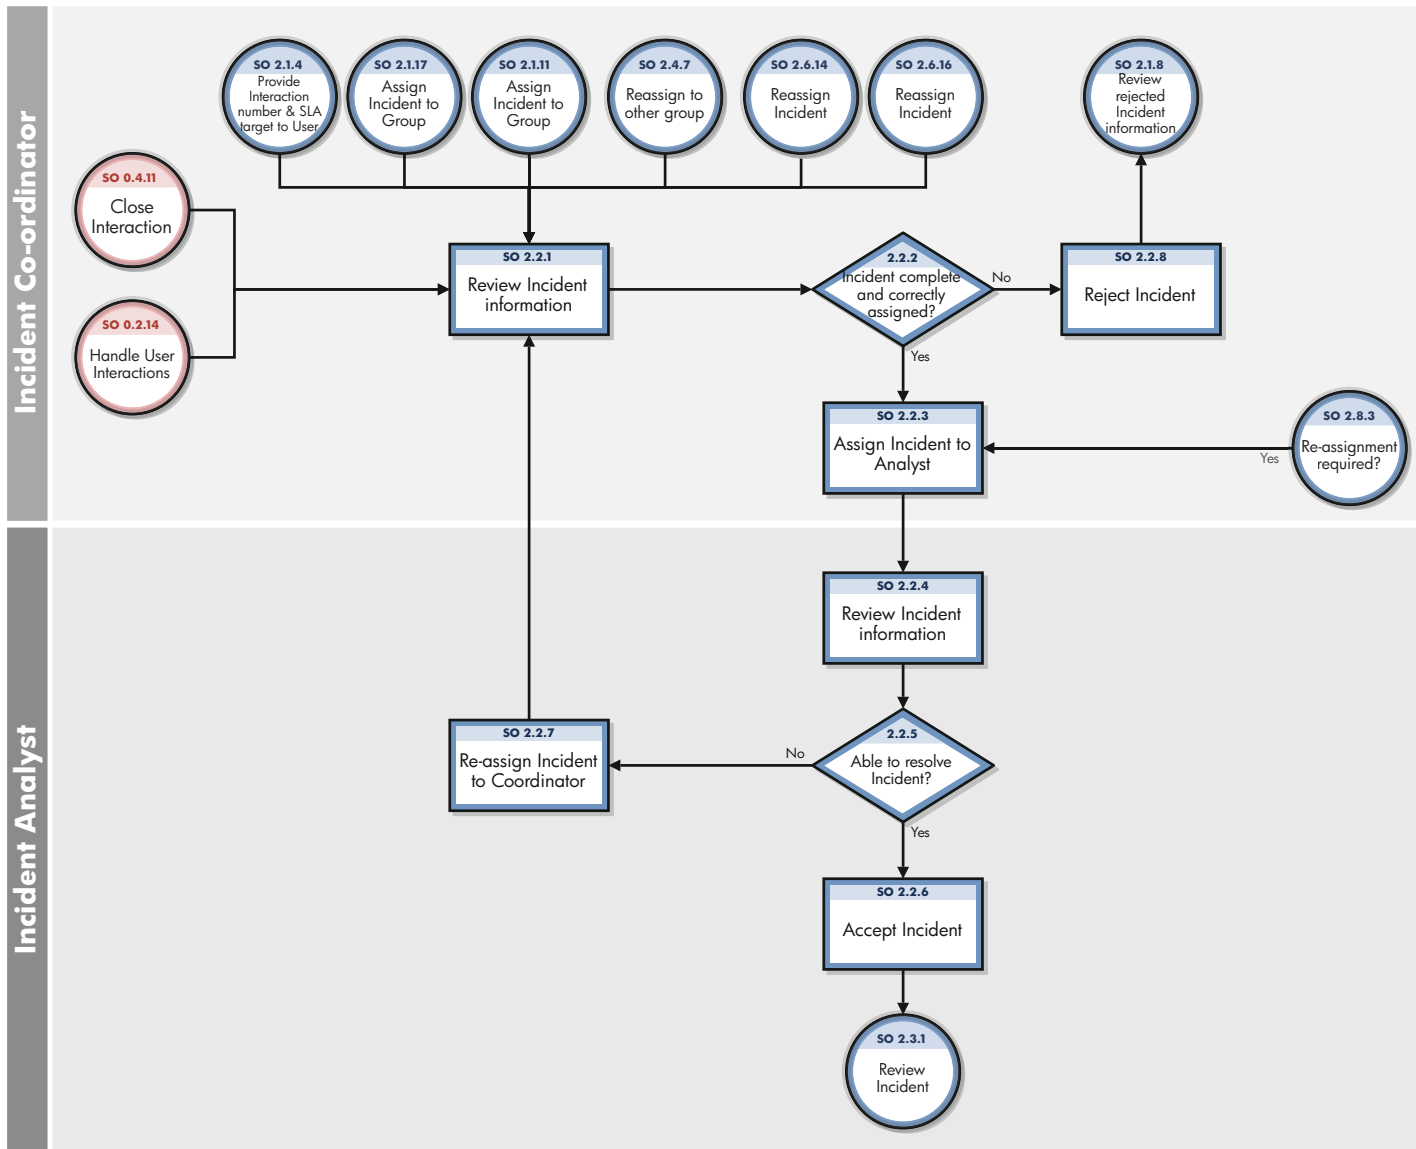 Incident Co-ordinator
SO 2.1.4
Provide
Interaction
number & SLA
target to User
SO 2.1.17
Assign
Incident to
Group
SO 2.1.11
Assign
Incident to
Group
SO 2.4.7
Reassign to
other group
SO 2.6.14
Reassign
Incident
SO 2.6.16
Reassign
Incident
SO 2.1.8
Review
rejected
Incident
information
SO 0.4.11
Close
Interaction
SO 0.2.14
Handle User
Interactions
SO 2.2.1
Review Incident
information
2.2.2
Incident complete
and correctly
assigned?
No
SO 2.2.8
Reject Incident
Yes
SO 2.2.3
Assign Incident to
Analyst
Yes
SO 2.8.3
Re-assignment
required?
Incident Analyst
SO 2.2.4
Review Incident
information
2.2.5
Able to resolve
Incident?
No
SO 2.2.7
Re-assign Incident
to Coordinator
Yes
SO 2.2.6
Accept Incident
SO 2.3.1
Review
Incident